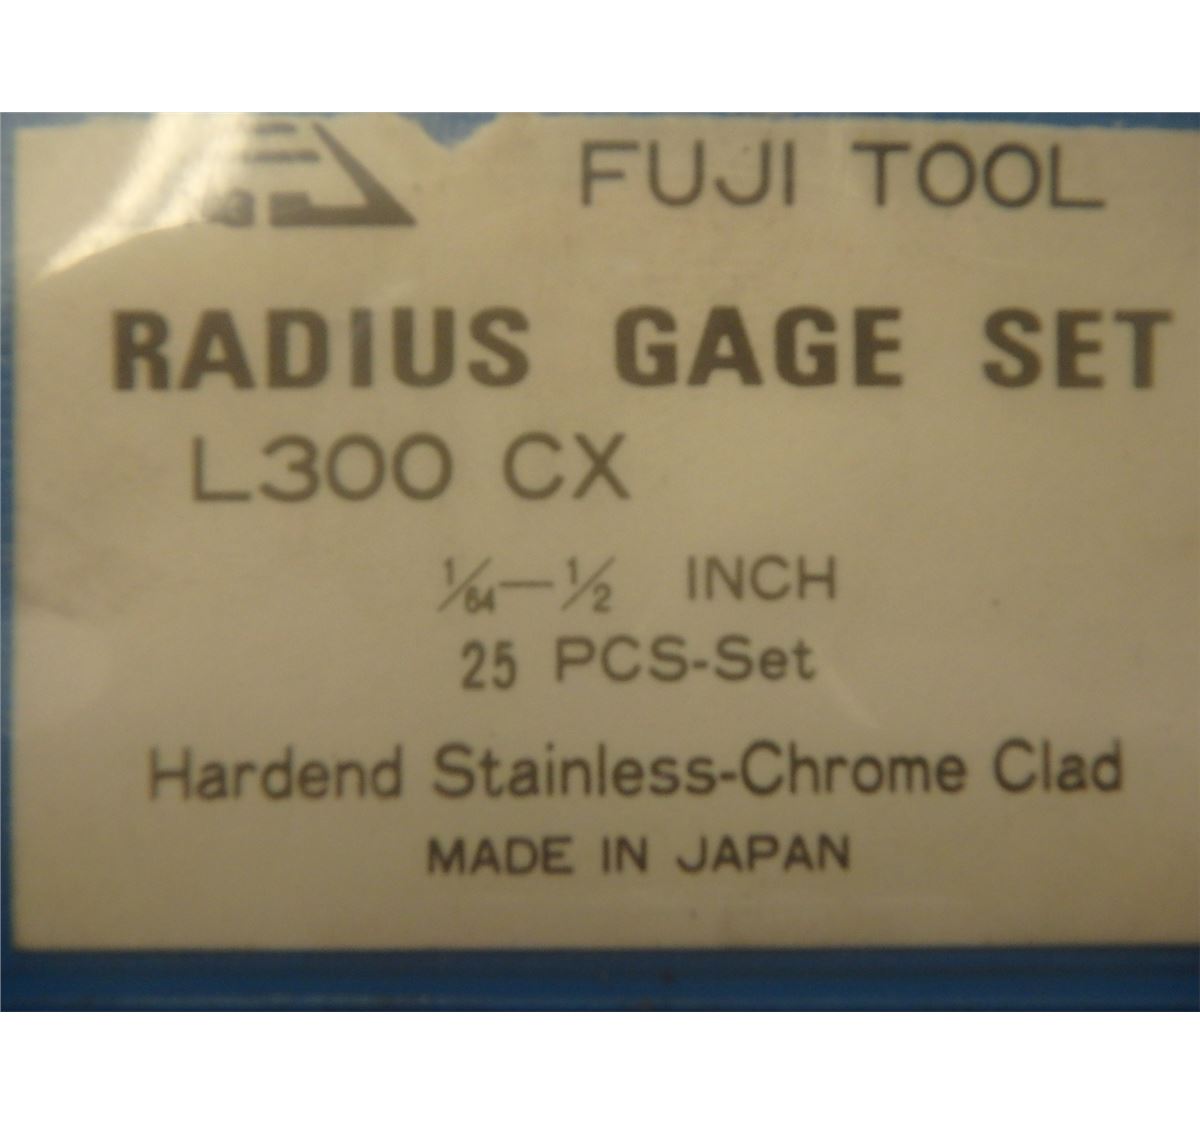 FUJI TOOL
RADIUS GAGE SET
L300 CX
1/64—1/2 INCH
25 PCS-Set
Hardend Stainless-Chrome Clad
MADE IN JAPAN